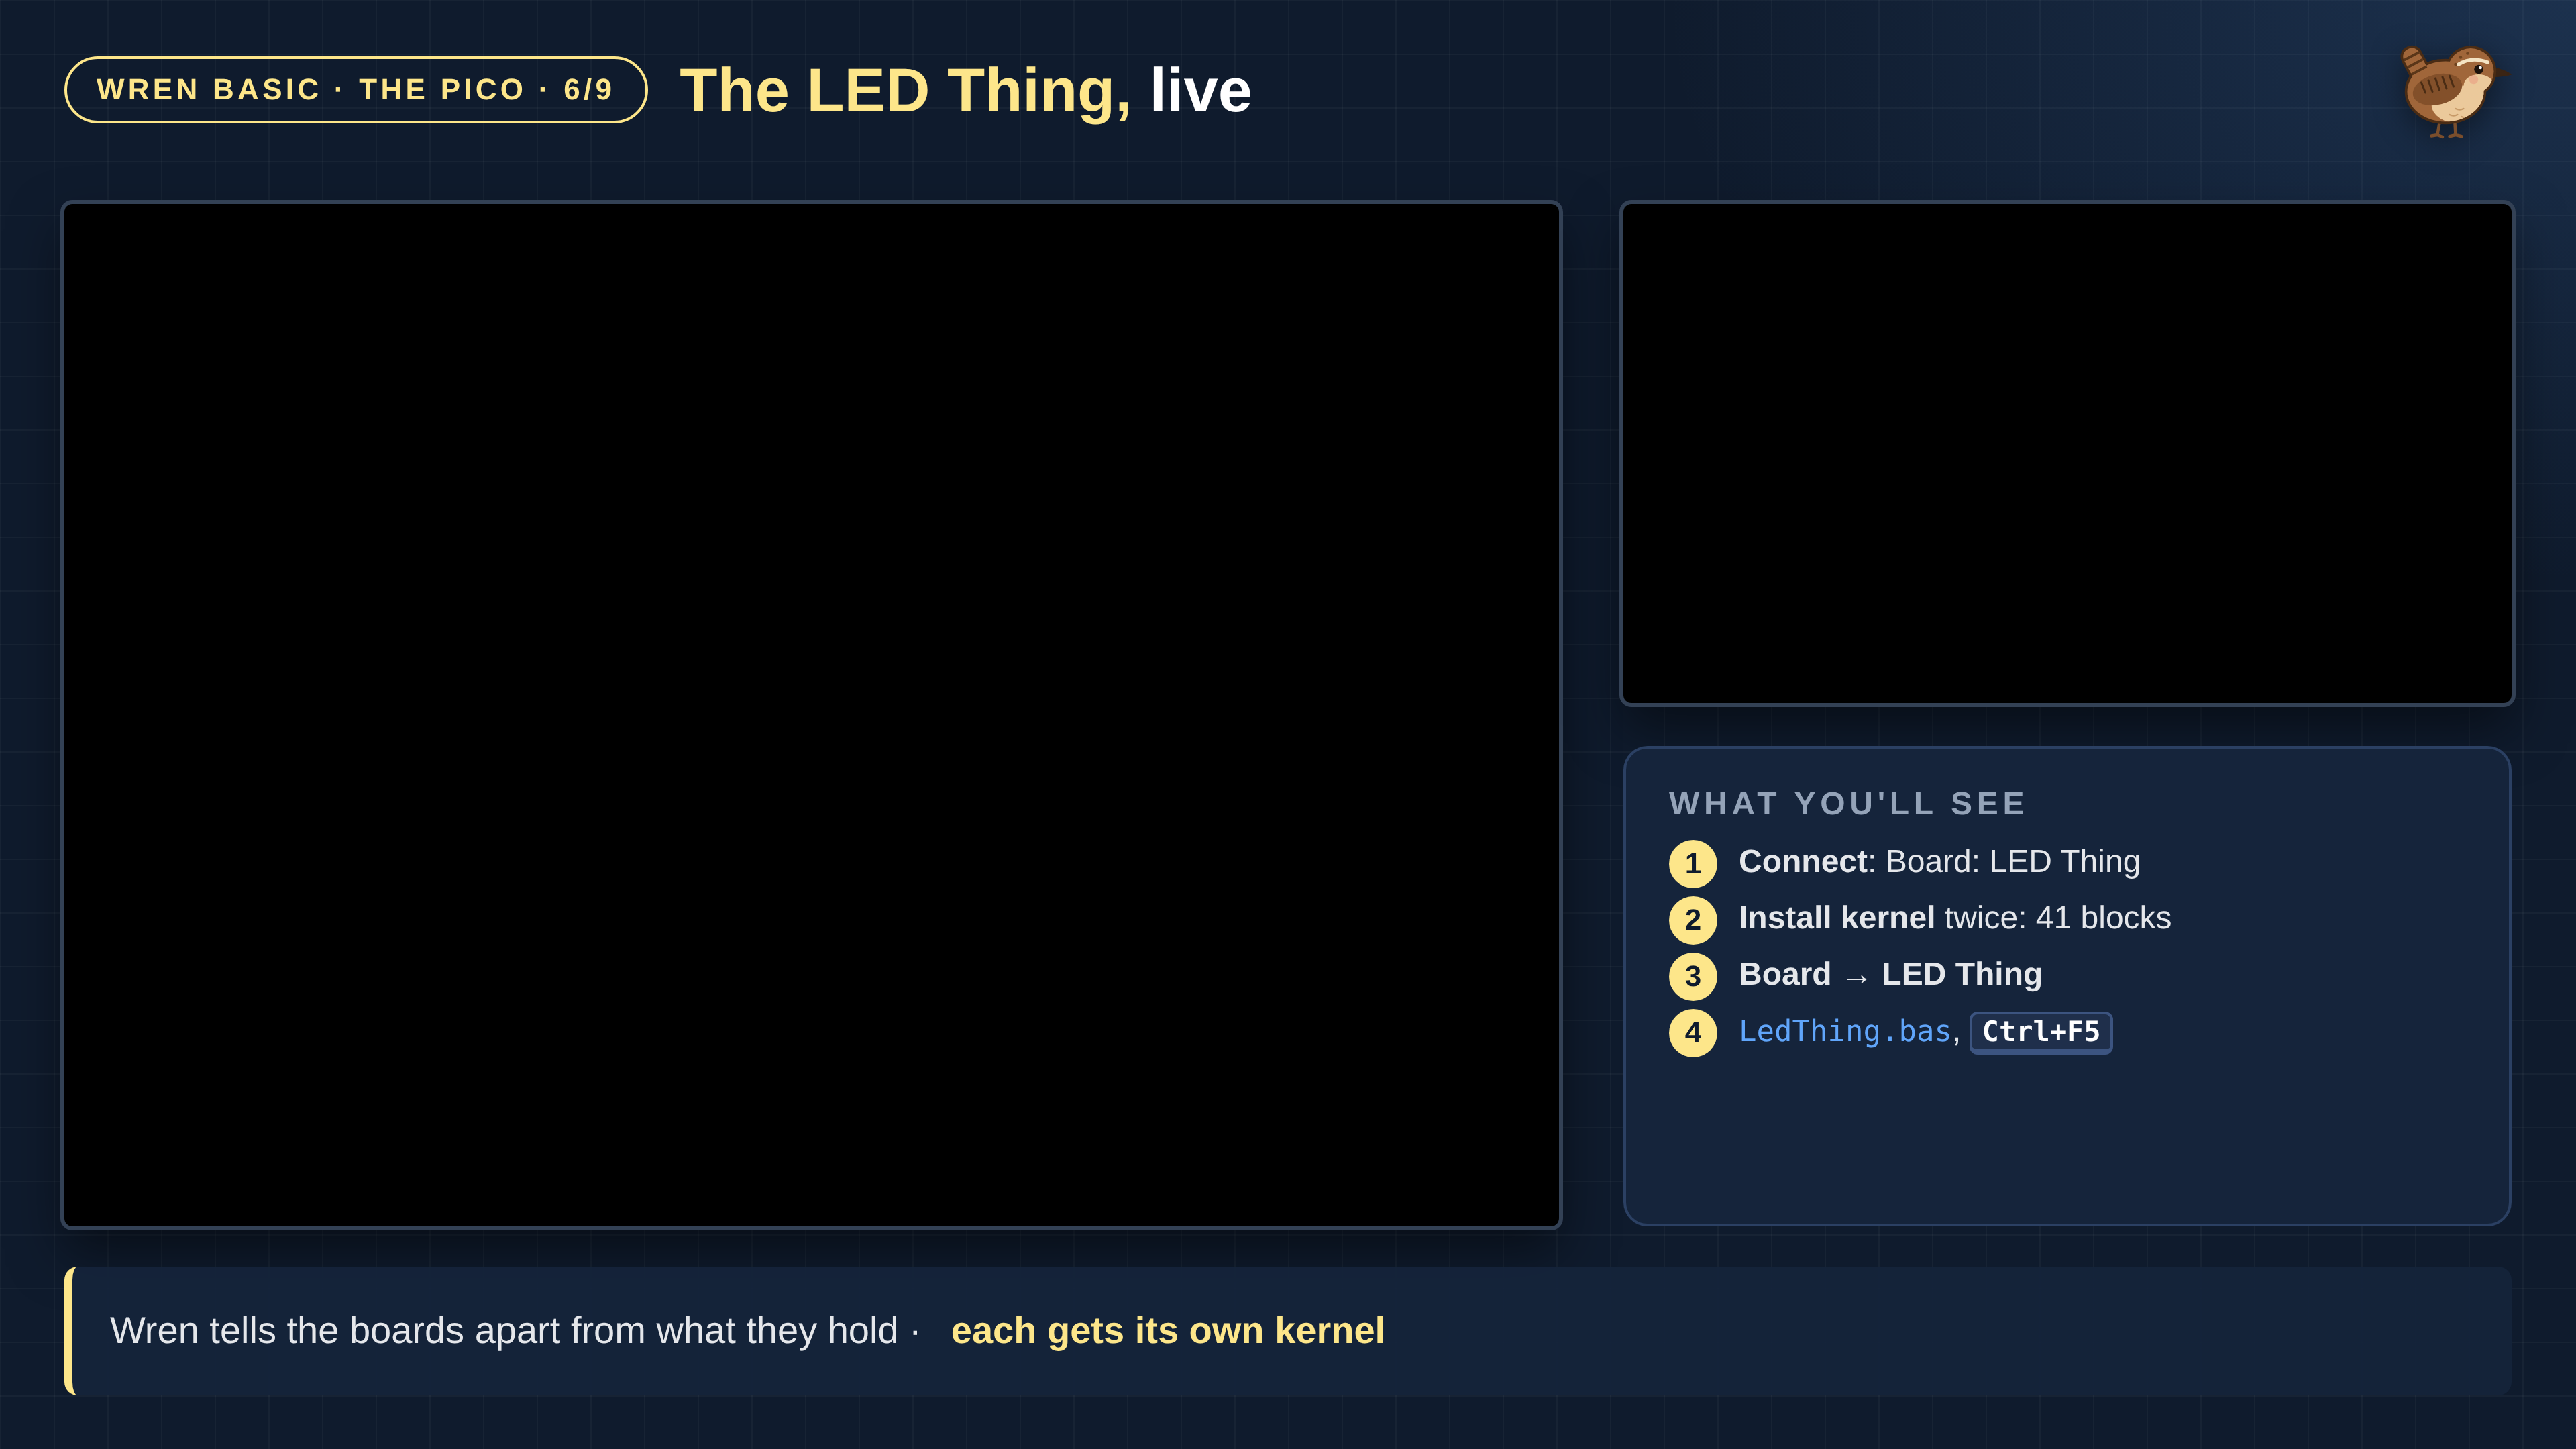 WREN BASIC · THE PICO · 6/9
The LED Thing, live
WHAT YOU'LL SEE
1 Connect: Board: LED Thing
2 Install kernel twice: 41 blocks
3 Board → LED Thing
4 LedThing.bas, Ctrl+F5
Wren tells the boards apart from what they hold · each gets its own kernel